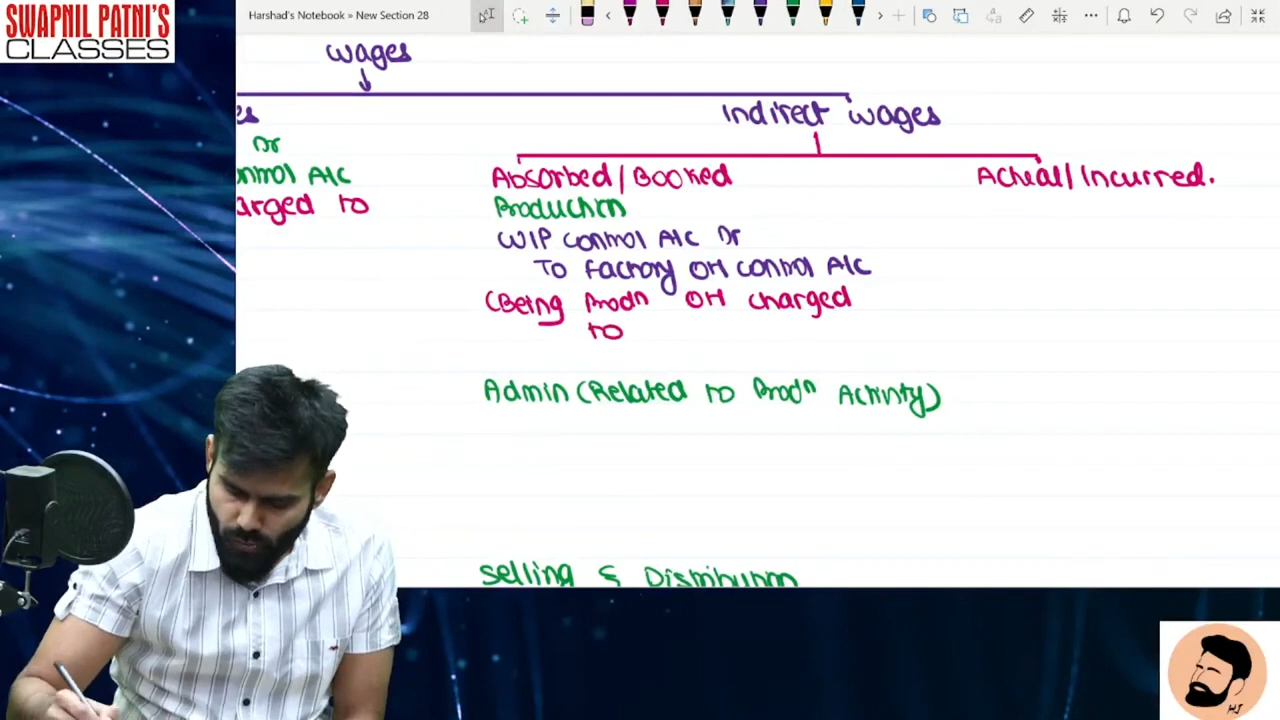 SWAPNIL PATNI'S
CLASSES
Harshad's Notebook » New Section 28
wages
es
Indirect wages
Dr
ontrol A/C
arged to
Absorbed/Booked
Actual/Incurred.
Production
WIP control A/C Dr
To Factory OH control A/C
(Being Prodn OH charged
to
Admin (Related to Prodn Activity)
Selling & Distribution
HJ